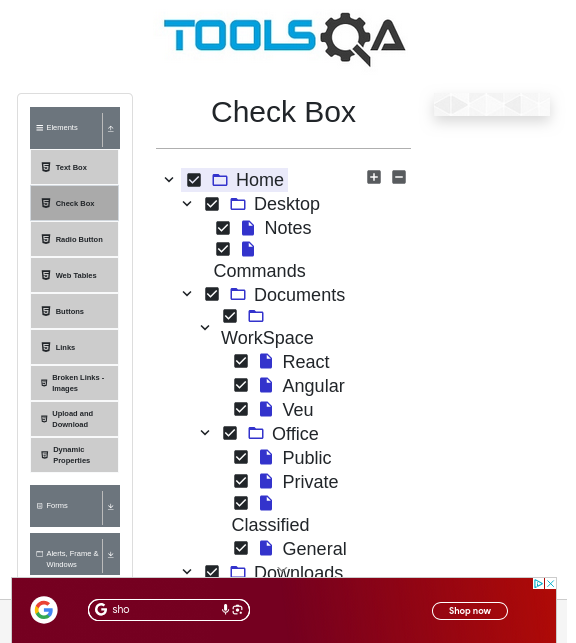 TOOLSQA
Check Box
Elements
Text Box
Check Box
Radio Button
Web Tables
Buttons
Links
Broken Links -
Images
Upload and
Download
Dynamic
Properties
Forms
Alerts, Frame &
Windows
Home
Desktop
Notes
Commands
Documents
WorkSpace
React
Angular
Veu
Office
Public
Private
Classified
General
Downloads
G sho
Shop now